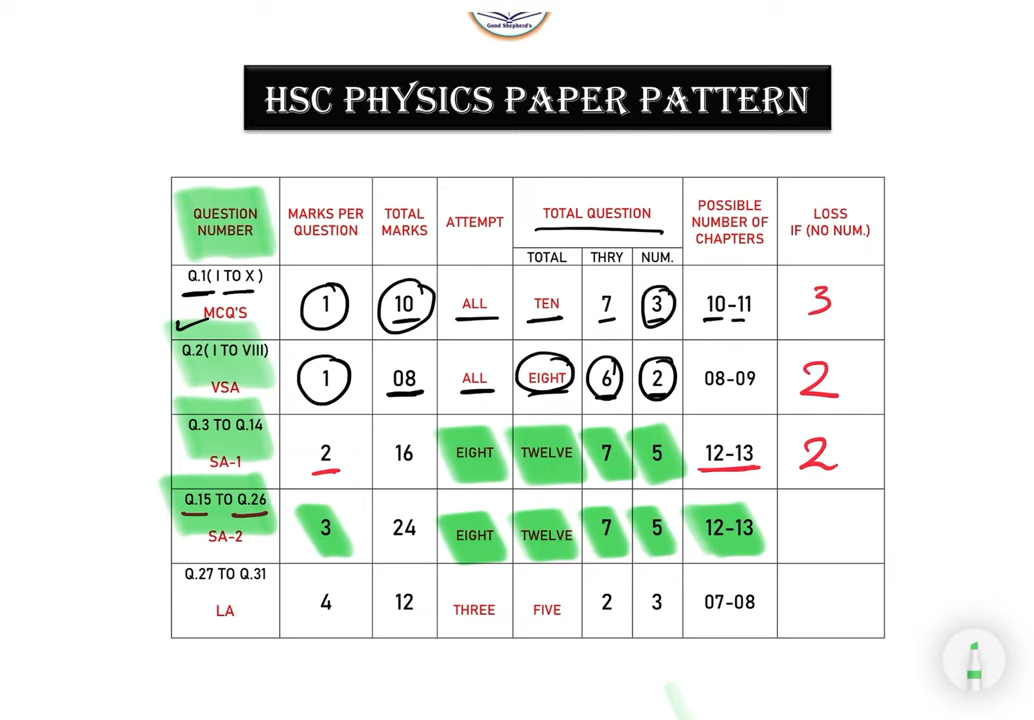 Good Shepherd's
HSC PHYSICS PAPER PATTERN
QUESTION NUMBER MARKS PER QUESTION TOTAL MARKS ATTEMPT TOTAL QUESTION POSSIBLE NUMBER OF CHAPTERS LOSS IF (NO NUM.)
TOTAL THRY NUM.
Q.1( I TO X )
MCQ'S 1 10 ALL TEN 7 3 10-11 3
Q.2( I TO VIII)
VSA 1 08 ALL EIGHT 6 2 08-09 2
Q.3 TO Q.14
SA-1 2 16 EIGHT TWELVE 7 5 12-13 2
Q.15 TO Q.26
SA-2 3 24 EIGHT TWELVE 7 5 12-13
Q.27 TO Q.31
LA 4 12 THREE FIVE 2 3 07-08